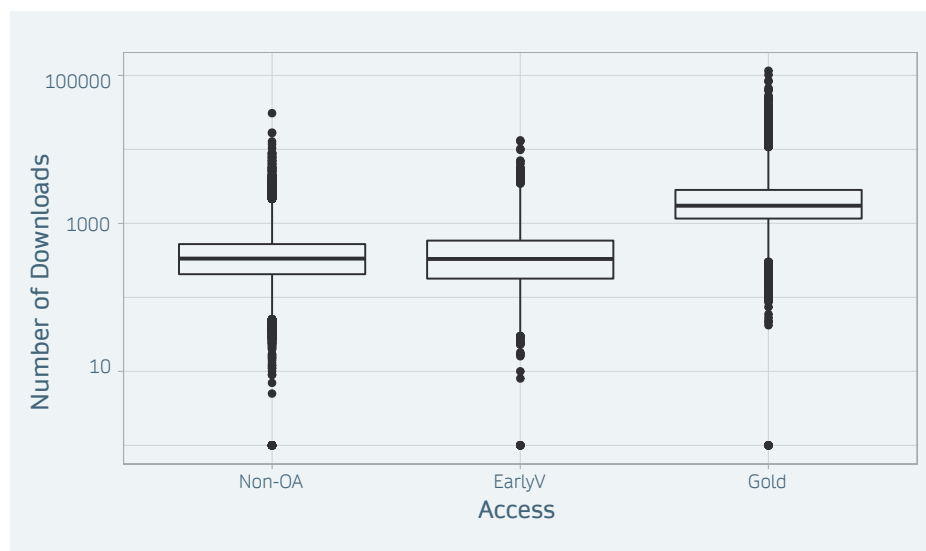 100000
1000
10
Number of Downloads
Non-OA
EarlyV
Gold
Access